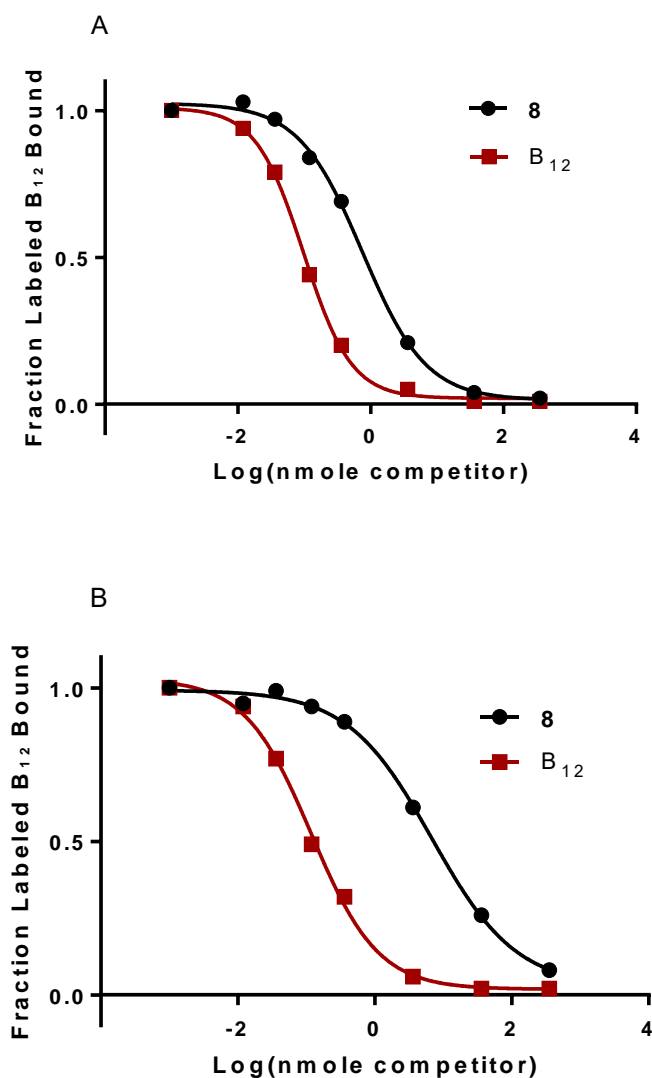 A
Fraction Labeled B₁₂ Bound
1.0
0.5
0.0
8
B₁₂
-2 0 2 4
Log(nmole competitor)
B
Fraction Labeled B₁₂ Bound
1.0
0.5
0.0
8
B₁₂
-2 0 2 4
Log(nmole competitor)